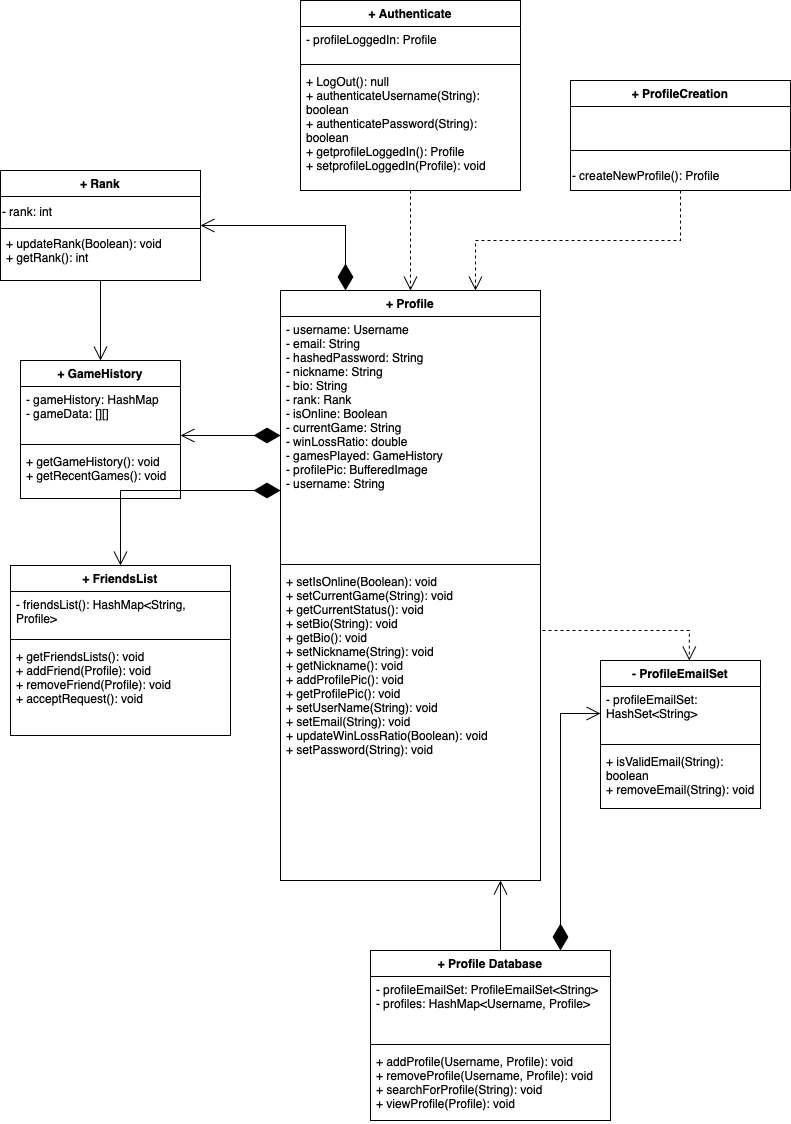 + Authenticate
- profileLoggedIn: Profile
+ LogOut(): null
+ authenticateUsername(String):
boolean
+ authenticatePassword(String):
boolean
+ getprofileLoggedIn(): Profile
+ setprofileLoggedIn(Profile): void
+ ProfileCreation
- createNewProfile(): Profile
+ Rank
- rank: int
+ updateRank(Boolean): void
+ getRank(): int
+ GameHistory
- gameHistory: HashMap
- gameData: [][]
+ getGameHistory(): void
+ getRecentGames(): void
+ Profile
- username: Username
- email: String
- hashedPassword: String
- nickname: String
- bio: String
- rank: Rank
- isOnline: Boolean
- currentGame: String
- winLossRatio: double
- gamesPlayed: GameHistory
- profilePic: BufferedImage
- username: String
+ setIsOnline(Boolean): void
+ setCurrentGame(String): void
+ getCurrentStatus(): void
+ setBio(String): void
+ getBio(): void
+ setNickname(String): void
+ getNickname(): void
+ addProfilePic(): void
+ getProfilePic(): void
+ setUserName(String): void
+ setEmail(String): void
+ updateWinLossRatio(Boolean): void
+ setPassword(String): void
+ FriendsList
- friendsList(): HashMap<String,
Profile>
+ getFriendsLists(): void
+ addFriend(Profile): void
+ removeFriend(Profile): void
+ acceptRequest(): void
- ProfileEmailSet
- profileEmailSet:
HashSet<String>
+ isValidEmail(String):
boolean
+ removeEmail(String): void
+ Profile Database
- profileEmailSet: ProfileEmailSet<String>
- profiles: HashMap<Username, Profile>
+ addProfile(Username, Profile): void
+ removeProfile(Username, Profile): void
+ searchForProfile(String): void
+ viewProfile(Profile): void